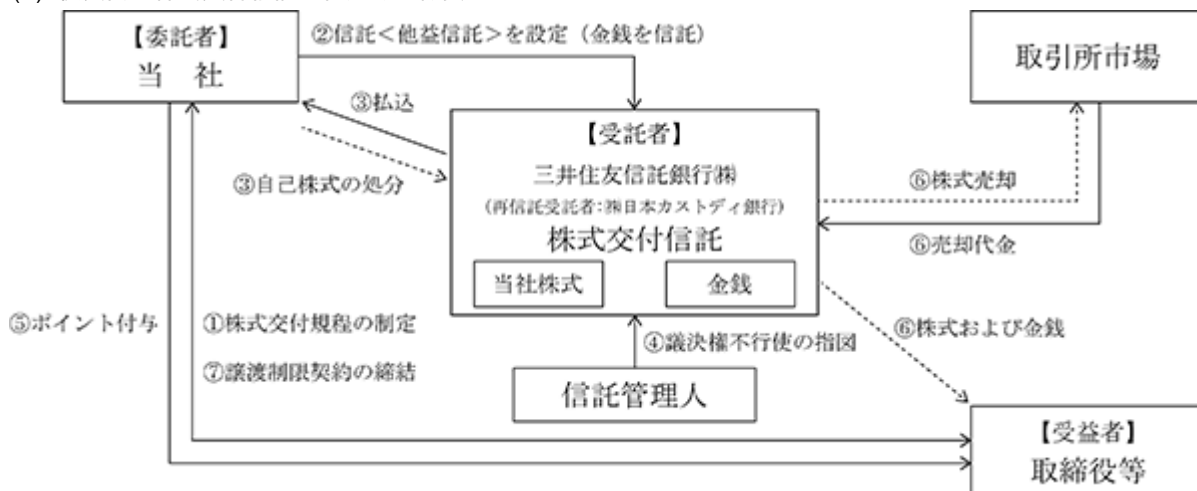 【委託者】
当 社
②信託＜他益信託＞を設定（金銭を信託）
取引所市場
③払込
③自己株式の処分
【受託者】
三井住友信託銀行㈱
(再信託受託者:㈱日本カストディ銀行)
株式交付信託
当社株式
金銭
⑥株式売却
⑥売却代金
⑤ポイント付与
①株式交付規程の制定
⑦譲渡制限契約の締結
④議決権不行使の指図
⑥株式および金銭
信託管理人
【受益者】
取締役等